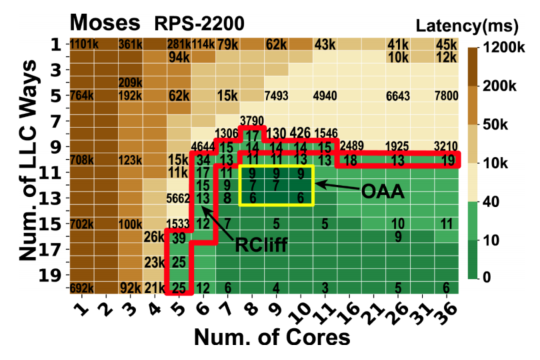 Moses RPS-2200 Latency(ms)
1 1101k 361k 281k 114k 79k 62k 43k 41k 45k 1200k
94k 10k 12k
3
209k 200k
5 764k 192k 62k 15k 7493 4940 6643 7800
50k
7 3790
1306 17 130 426 1546
9 4644 15 14 14 14 15 2489 1925 3210 10k
708k 123k 15k 34 13 11 11 13 13 18 13 19
11 11k 17 11 9 9 9
15 9 7 7 OAA
13 5662 13 8 6 6 40
15 702k 100k 1533 12 7 5 5 10 11
26k 39 9 10
17 RCliff
23k 25
19 0
692k 92k 21k 25 12 6 4 3 5 6
1 2 3 4 5 6 7 8 9 10 11 16 21 26 31 36
Num. of Cores
Num. of LLC Ways